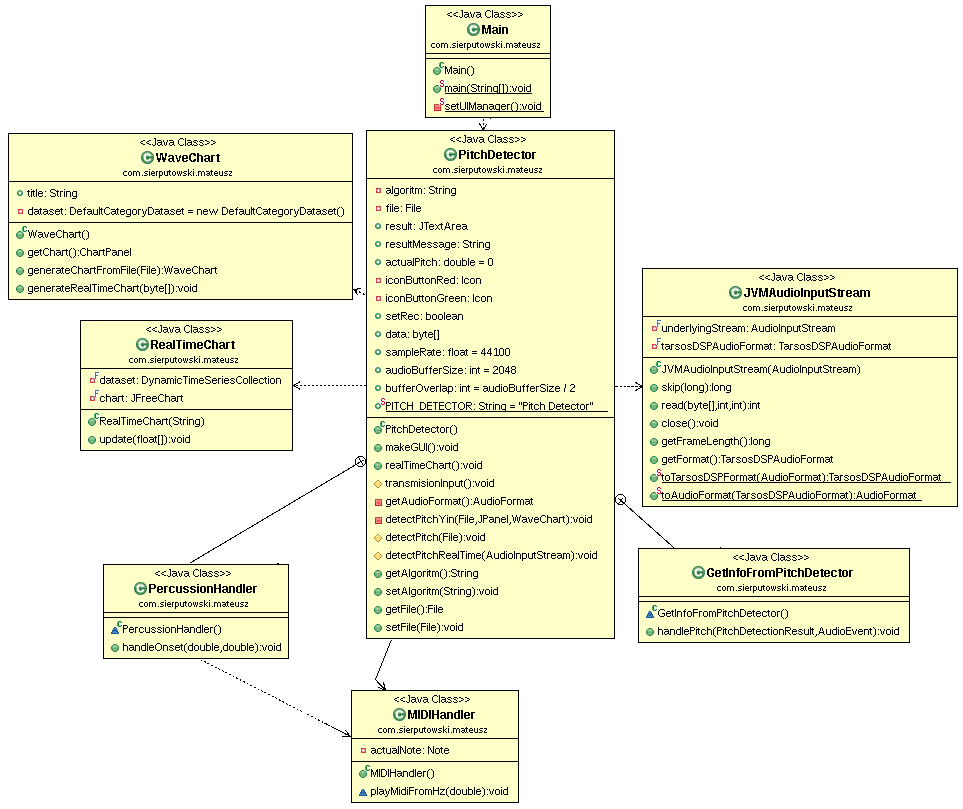 <<Java Class>>
Main
com.sierputowski.mateusz
Main()
main(String[]):void
setUIManager():void
<<Java Class>>
WaveChart
com.sierputowski.mateusz
title: String
dataset: DefaultCategoryDataset = new DefaultCategoryDataset()
WaveChart()
getChart():ChartPanel
generateChartFromFile(File):WaveChart
generateRealTimeChart(byte[]):void
<<Java Class>>
PitchDetector
com.sierputowski.mateusz
algoritm: String
file: File
result: JTextArea
resultMessage: String
actualPitch: double = 0
iconButtonRed: Icon
iconButtonGreen: Icon
setRec: boolean
data: byte[]
sampleRate: float = 44100
audioBufferSize: int = 2048
bufferOverlap: int = audioBufferSize / 2
PITCH_DETECTOR: String = "Pitch Detector"
PitchDetector()
makeGUI():void
realTimeChart():void
transmisionInput():void
getAudioFormat():AudioFormat
detectPitchYin(File,JPanel,WaveChart):void
detectPitch(File):void
detectPitchRealTime(AudioInputStream):void
getAlgoritm():String
setAlgoritm(String):void
getFile():File
setFile(File):void
<<Java Class>>
JVMAudioInputStream
com.sierputowski.mateusz
underlyingStream: AudioInputStream
tarsosDSPAudioFormat: TarsosDSPAudioFormat
JVMAudioInputStream(AudioInputStream)
skip(long):long
read(byte[],int,int):int
close():void
getFrameLength():long
getFormat():TarsosDSPAudioFormat
toTarsosDSPFormat(AudioFormat):TarsosDSPAudioFormat
toAudioFormat(TarsosDSPAudioFormat):AudioFormat
<<Java Class>>
RealTimeChart
com.sierputowski.mateusz
dataset: DynamicTimeSeriesCollection
chart: JFreeChart
RealTimeChart(String)
update(float[]):void
<<Java Class>>
PercussionHandler
com.sierputowski.mateusz
PercussionHandler()
handleOnset(double,double):void
<<Java Class>>
GetInfoFromPitchDetector
com.sierputowski.mateusz
GetInfoFromPitchDetector()
handlePitch(PitchDetectionResult,AudioEvent):void
<<Java Class>>
MIDIHandler
com.sierputowski.mateusz
actualNote: Note
MIDIHandler()
playMidiFromHz(double):void